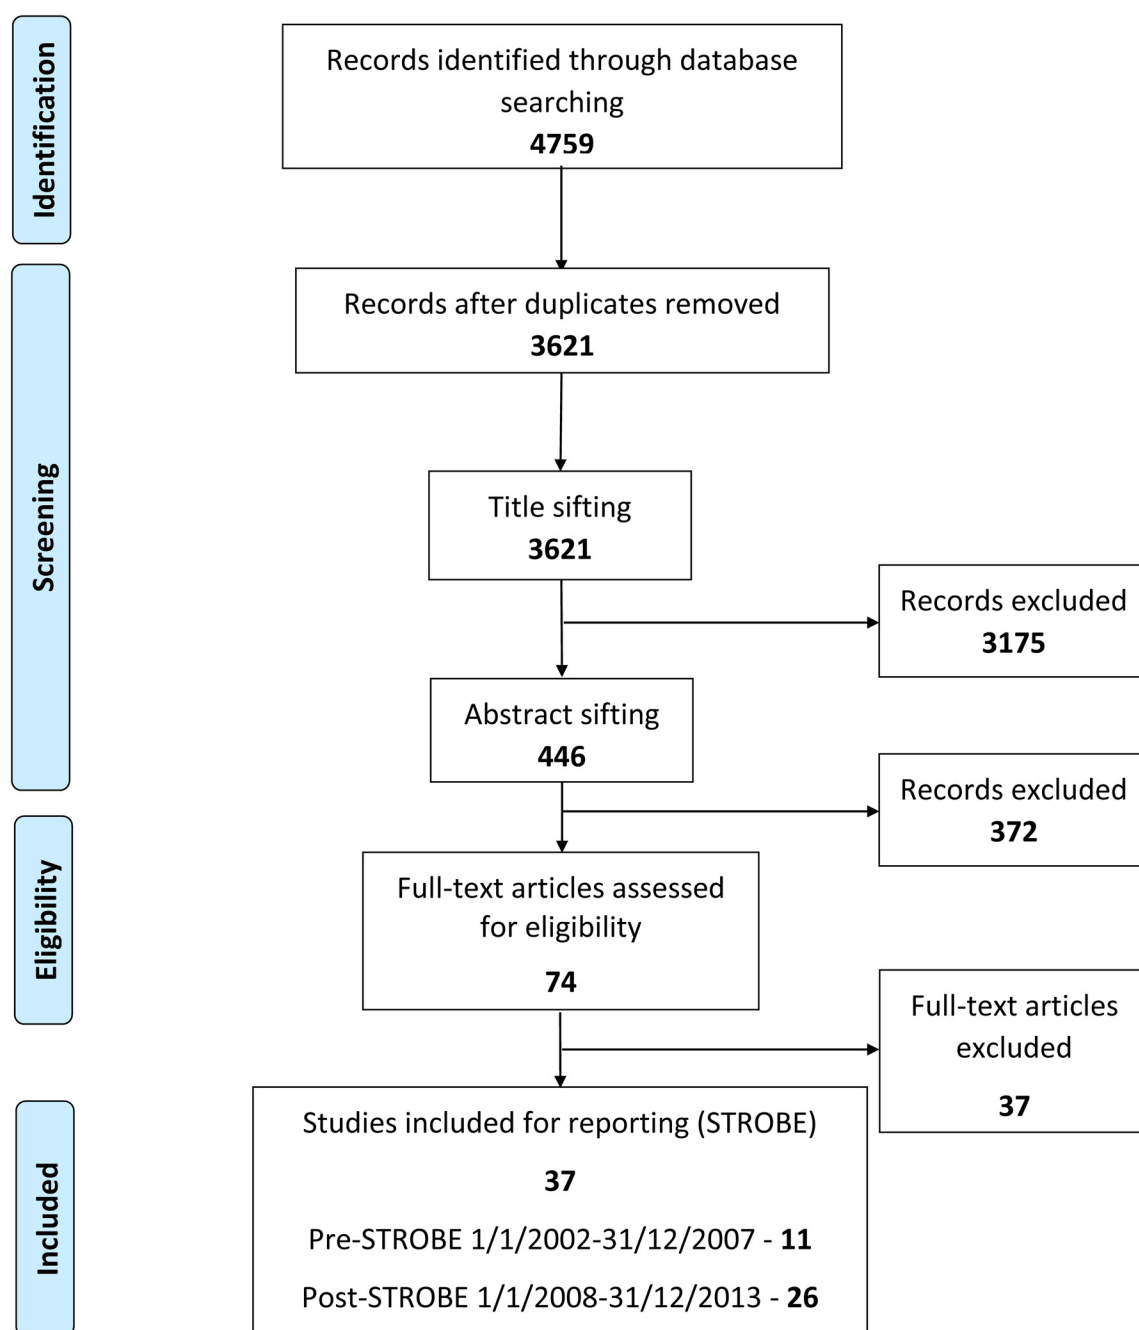 Identification
Records identified through database
searching
4759
Screening
Records after duplicates removed
3621
Title sifting
3621
Records excluded
3175
Abstract sifting
446
Records excluded
372
Eligibility
Full-text articles assessed
for eligibility
74
Full-text articles
excluded
37
Included
Studies included for reporting (STROBE)
37
Pre-STROBE 1/1/2002-31/12/2007 - 11
Post-STROBE 1/1/2008-31/12/2013 - 26